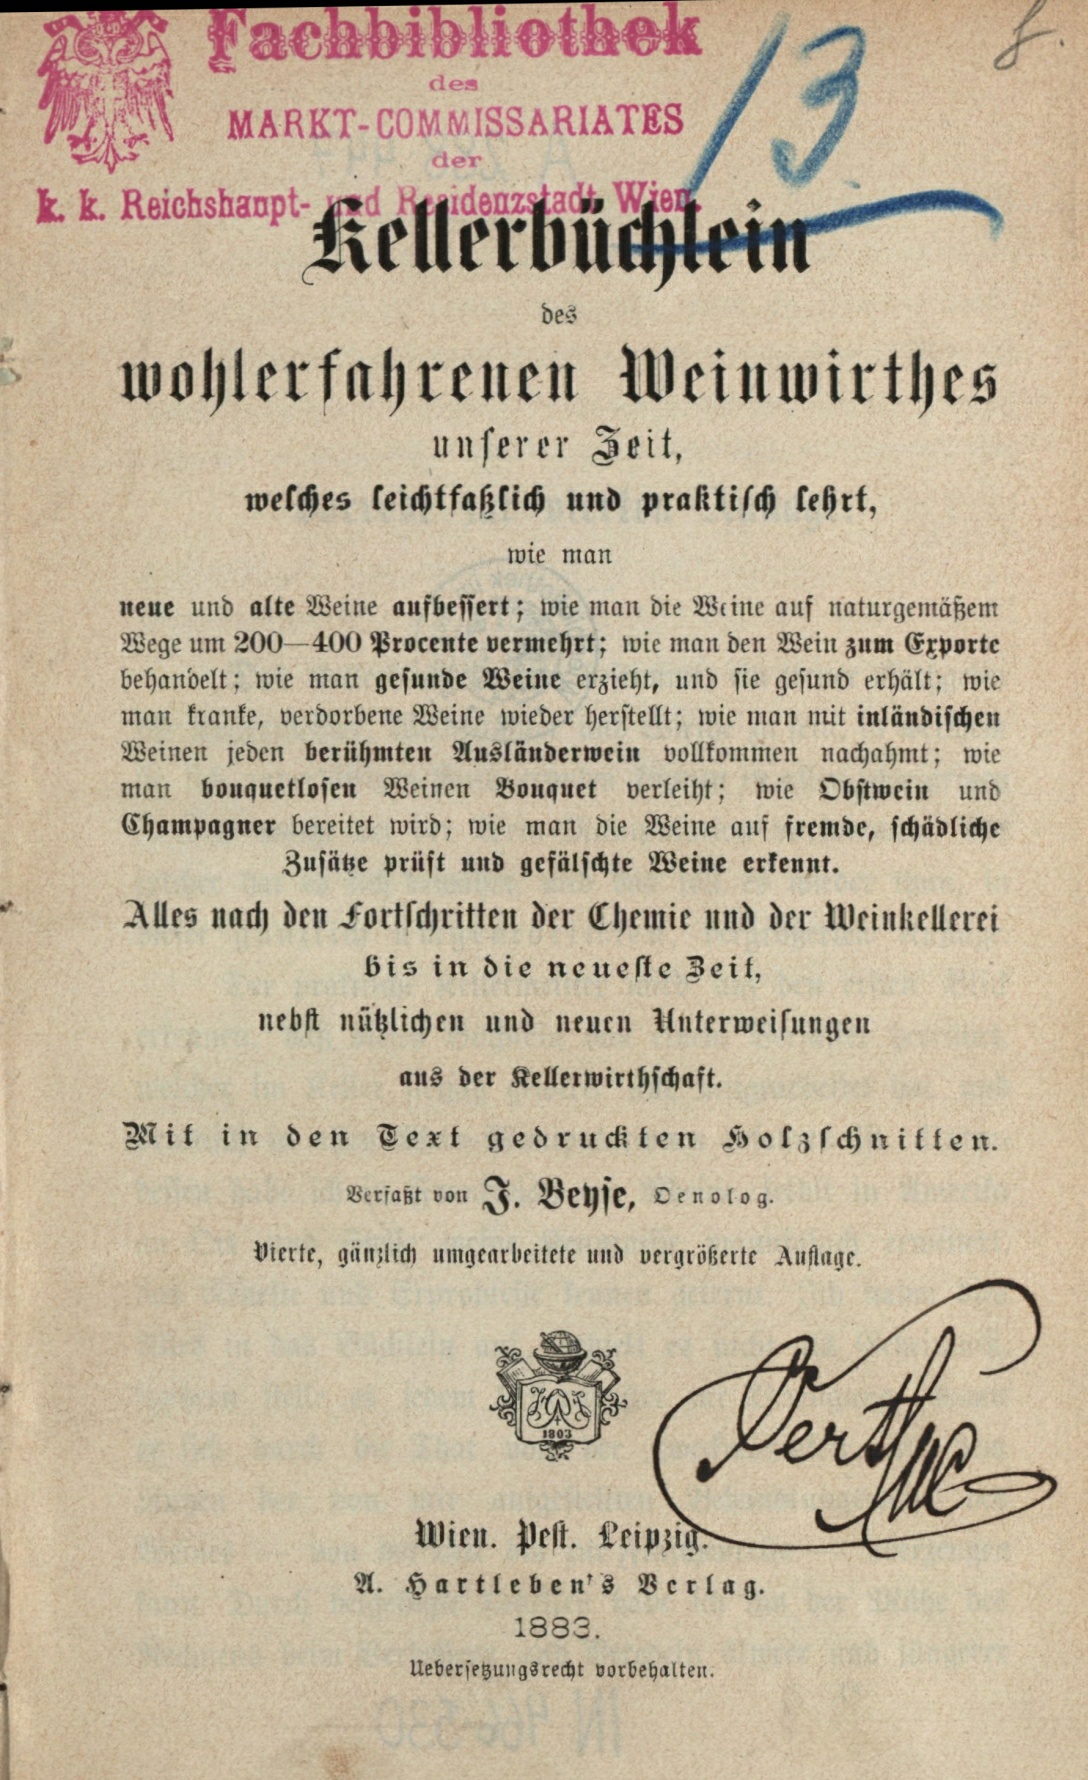 Fachbibliothek
des
MARKT-COMMISSARIATES
der
k. k. Reichshaupt- und Residenzstadt Wien.
13
Kellerbüchlein
des
wohlerfahrenen Weinwirthes
unserer Zeit,
welches leichtfaßlich und praktisch lehrt,
wie man
neue und alte Weine aufbessert; wie man die Weine auf naturgemäßem
Wege um 200—400 Procente vermehrt; wie man den Wein zum Exporte
behandelt; wie man gesunde Weine erzieht, und sie gesund erhält; wie
man kranke, verdorbene Weine wieder herstellt; wie man mit inländischen
Weinen jeden berühmten Ausländerwein vollkommen nachahmt; wie
man bouquetlosen Weinen Bouquet verleiht; wie Obstwein und
Champagner bereitet wird; wie man die Weine auf fremde, schädliche
Zusätze prüft und gefälschte Weine erkennt.
Alles nach den Fortschritten der Chemie und der Weinkellerei
bis in die neueste Zeit,
nebst nützlichen und neuen Unterweisungen
aus der Kellerwirthschaft.
Mit in den Text gedruckten Holzschnitten.
Verfaßt von J. Beyse, Oenolog.
Vierte, gänzlich umgearbeitete und vergrößerte Auflage.
1803
Wien. Pest. Leipzig.
A. Hartleben's Verlag.
1883.
Uebersetzungsrecht vorbehalten.